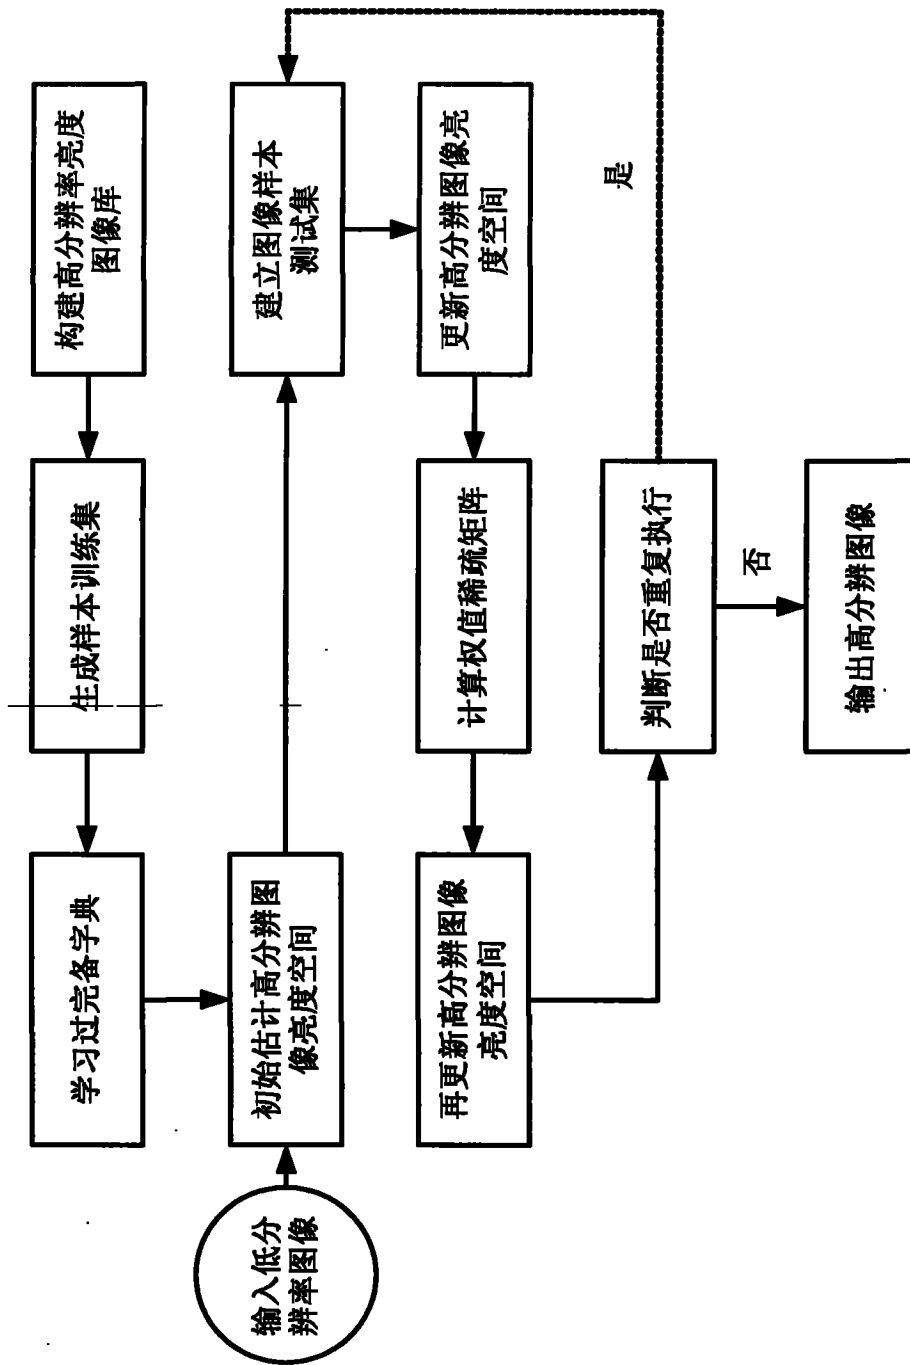 构建高分辨率亮度
图像库
生成样本训练集
学习过完备字典
输入低分
辨率图像
初始估计高分辨图
像亮度空间
建立图像样本
测试集
更新高分辨图像亮
度空间
计算权值稀疏矩阵
再更新高分辨图像
亮度空间
判断是否重复执行
是
否
输出高分辨图像